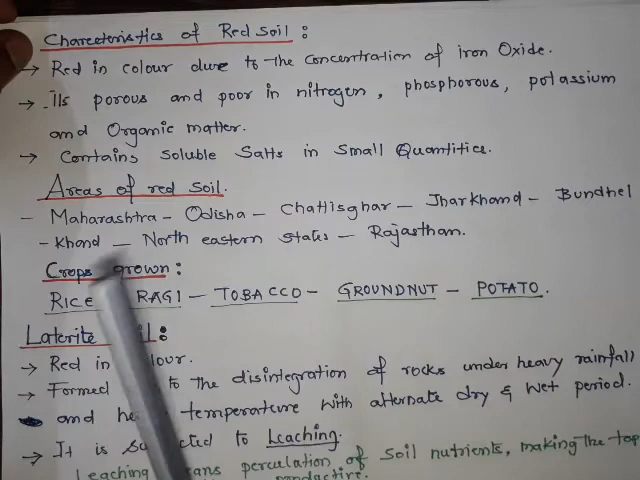 Charecteristics of Red Soil :
→ Red in colour due to the concentration of iron Oxide.
→ Its porous and poor in nitrogen, phosphorous, potassium
and Organic matter.
→ Contains Soluble Salts in Small Quantities.
Areas of red soil.
- Maharashtra - Odisha - Chattisghar - Jharkhand - Bundhel
- Khand - North eastern States - Rajasthan.
Crops grown :
RICE RAGI - TOBACCO - GROUNDNUT - POTATO.
Laterite :
→ Red in
→ Formed to the disintegration of rocks under heavy rainfall
and temperature with alternate dry & wet period.
→ It is to Leaching.
Leaching perculation of Soil nutrients, making the top